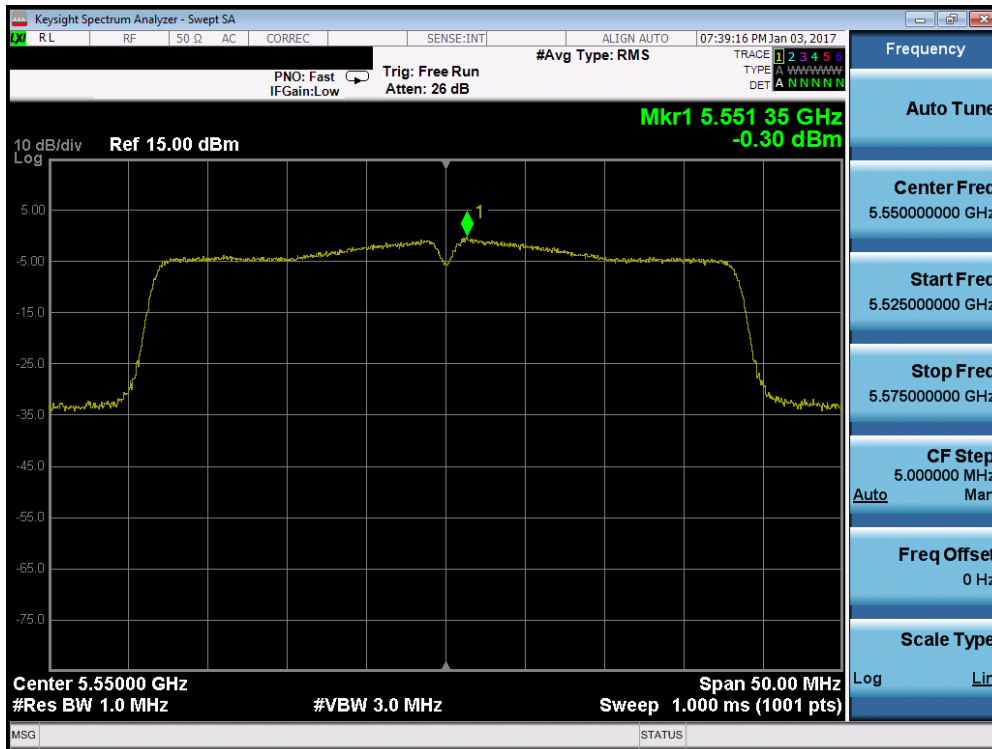 Keysight Spectrum Analyzer - Swept SA
LXI RL RF 50 Ω AC CORREC SENSE:INT ALIGN AUTO 07:39:16 PM Jan 03, 2017
#Avg Type: RMS TRACE 1 2 3 4 5 6
PNO: Fast Trig: Free Run TYPE A WWWWW
IFGain:Low Atten: 26 dB DET A N N N N N
Mkr1 5.551 35 GHz
10 dB/div Ref 15.00 dBm -0.30 dBm
Log
1
5.00
-5.00
-15.0
-25.0
-35.0
-45.0
-55.0
-65.0
-75.0
Center 5.55000 GHz Span 50.00 MHz
#Res BW 1.0 MHz #VBW 3.0 MHz Sweep 1.000 ms (1001 pts)
MSG STATUS
Frequency
Auto Tune
Center Freq
5.550000000 GHz
Start Freq
5.525000000 GHz
Stop Freq
5.575000000 GHz
CF Step
5.000000 MHz
Auto Man
Freq Offset
0 Hz
Scale Type
Log Lin